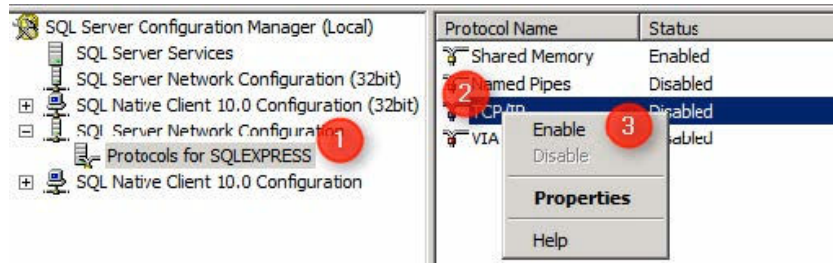 SQL Server Configuration Manager (Local)
SQL Server Services
SQL Server Network Configuration (32bit)
SQL Native Client 10.0 Configuration (32bit)
SQL Server Network Configuration
1
Protocols for SQLEXPRESS
SQL Native Client 10.0 Configuration
Protocol Name Status
Shared Memory Enabled
2 Named Pipes Disabled
TCP/IP Disabled
VIA
Enable 3
Disable
Properties
Help